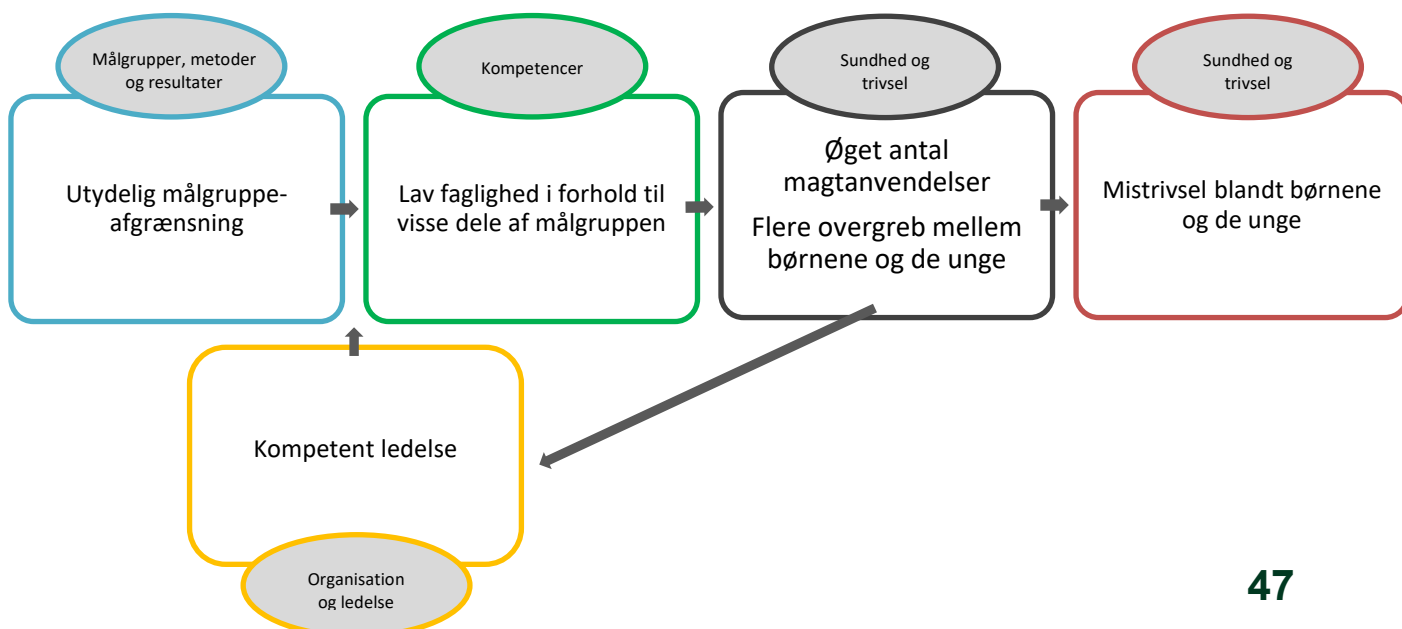 Målgrupper, metoder
og resultater
Utydelig målgruppe-
afgrænsning
Kompetencer
Lav faglighed i forhold til
visse dele af målgruppen
Sundhed og
trivsel
Øget antal
magtanvendelser
Flere overgreb mellem
børnene og de unge
Sundhed og
trivsel
Mistrivsel blandt børnene
og de unge
Kompetent ledelse
Organisation
og ledelse
47